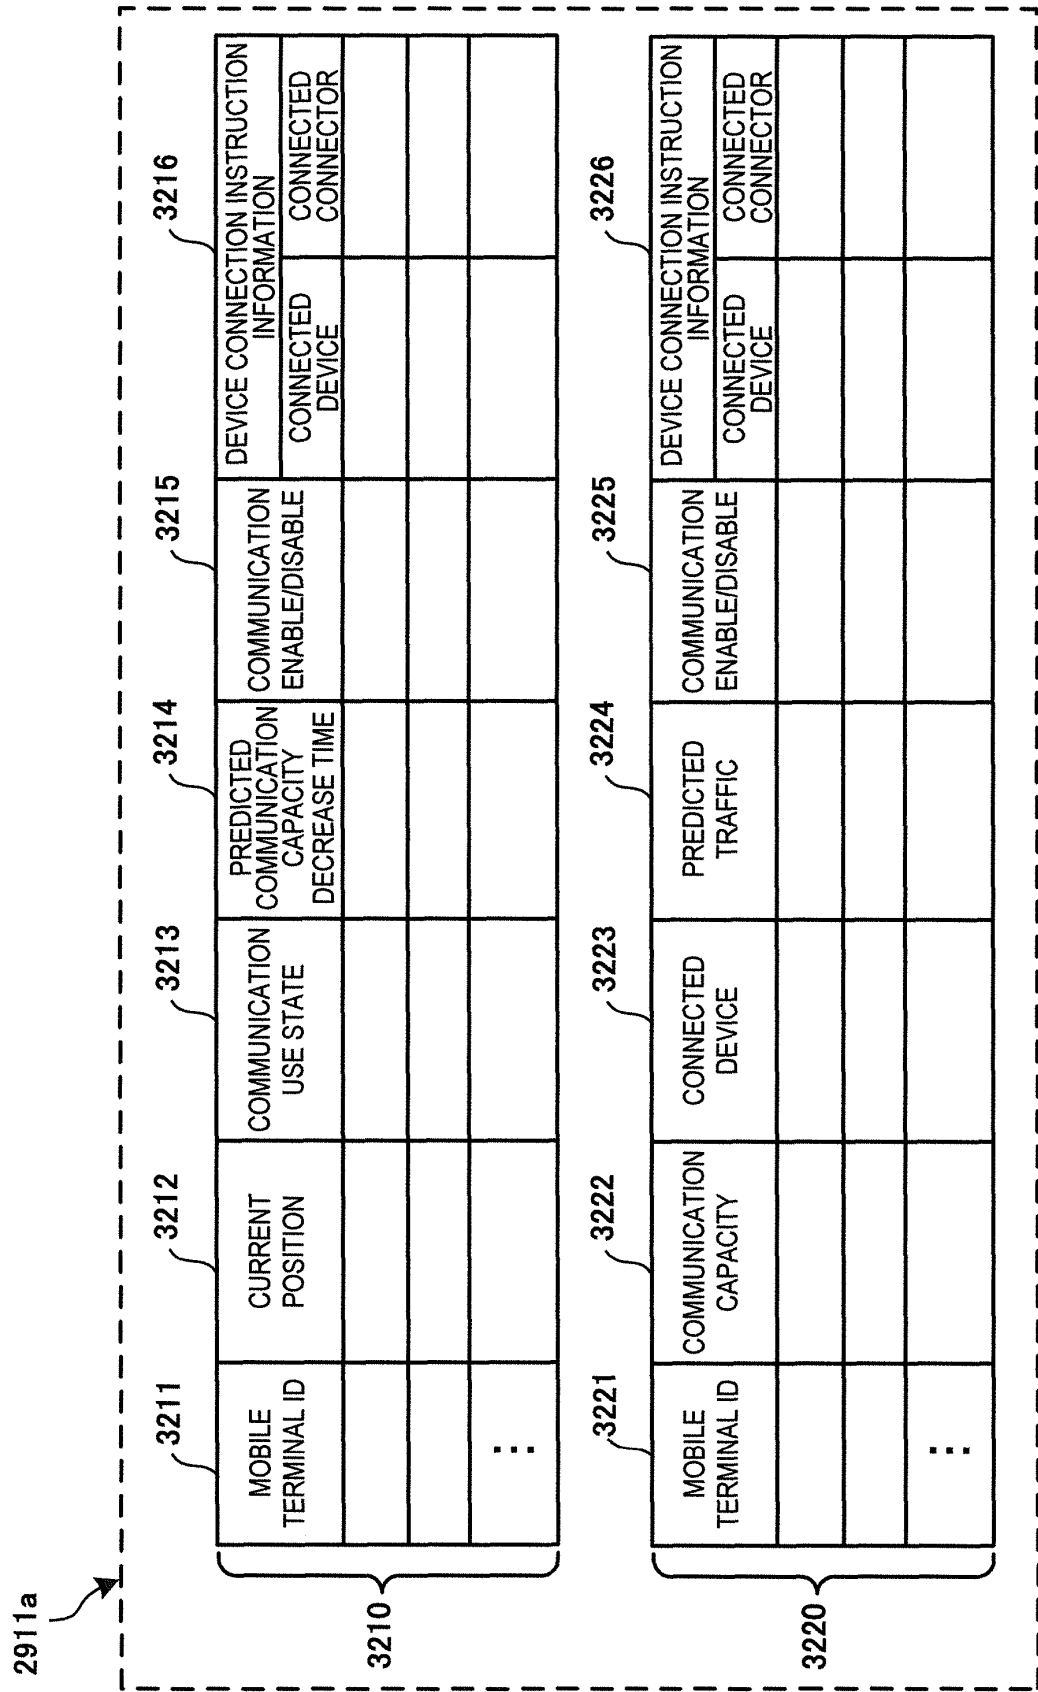 2911a
3211
3212
3213
3214
3215
3216
MOBILE
TERMINAL ID
CURRENT
POSITION
COMMUNICATION
USE STATE
PREDICTED
COMMUNICATION
CAPACITY
DECREASE TIME
COMMUNICATION
ENABLE/DISABLE
DEVICE CONNECTION INSTRUCTION
INFORMATION
CONNECTED
DEVICE
CONNECTED
CONNECTOR
...
3210
3221
3222
3223
3224
3225
3226
MOBILE
TERMINAL ID
COMMUNICATION
CAPACITY
CONNECTED
DEVICE
PREDICTED
TRAFFIC
COMMUNICATION
ENABLE/DISABLE
DEVICE CONNECTION INSTRUCTION
INFORMATION
CONNECTED
DEVICE
CONNECTED
CONNECTOR
...
3220